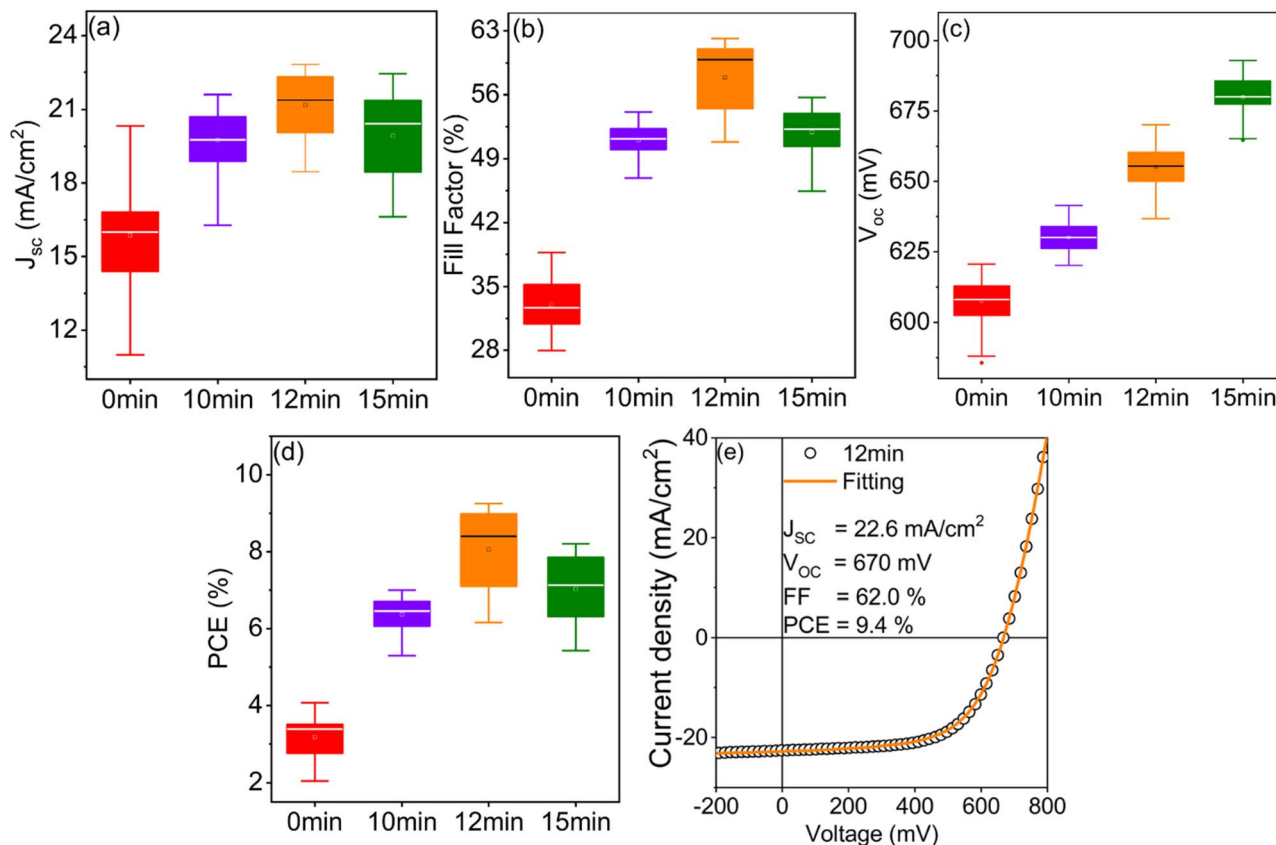 (a)
J_SC (mA/cm²)
24
21
18
15
12
0min 10min 12min 15min
(b)
Fill Factor (%)
63
56
49
42
35
28
0min 10min 12min 15min
(c)
V_oc (mV)
700
675
650
625
600
0min 10min 12min 15min
(d)
PCE (%)
10
8
6
4
2
0min 10min 12min 15min
(e)
Current density (mA/cm²)
40
20
0
-20
12min
Fitting
J_SC = 22.6 mA/cm²
V_OC = 670 mV
FF = 62.0 %
PCE = 9.4 %
-200 0 200 400 600 800
Voltage (mV)